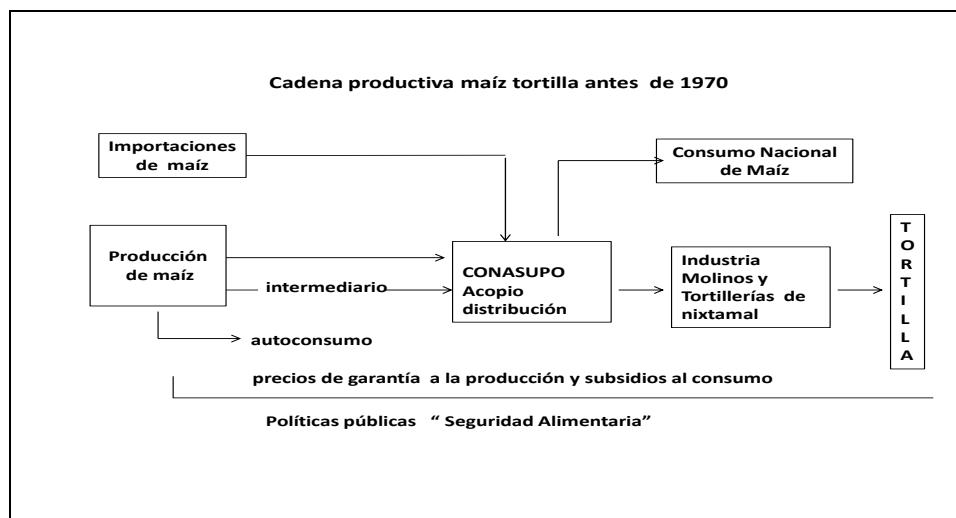 Cadena productiva maíz tortilla antes de 1970
Importaciones
de maíz
Consumo Nacional
de Maíz
Producción
de maíz
intermediario
autoconsumo
CONASUPO
Acopio
distribución
Industria
Molinos y
Tortillerías de
nixtamal
T
O
R
T
I
L
L
A
precios de garantía a la producción y subsidios al consumo
Políticas públicas “ Seguridad Alimentaria”